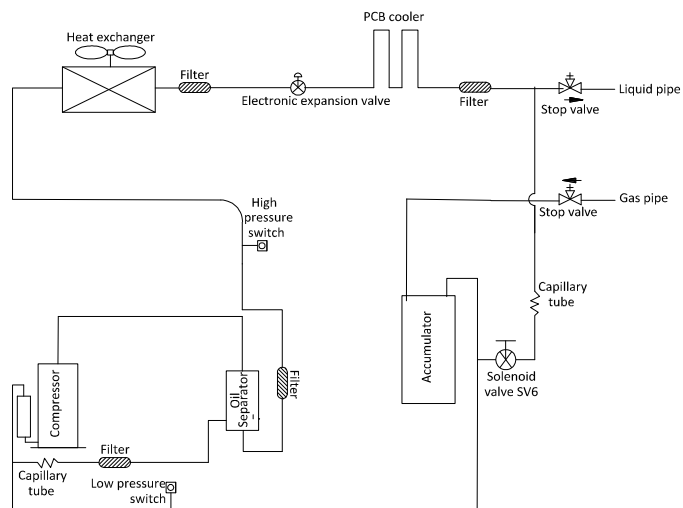 PCB cooler
Heat exchanger
Filter
Electronic expansion valve
Filter
Liquid pipe
Stop valve
Gas pipe
Stop valve
High
pressure
switch
Capillary
tube
Accumulator
Solenoid
valve SV6
Compressor
Oil
Separator
Filter
Filter
Capillary
tube
Low pressure
switch